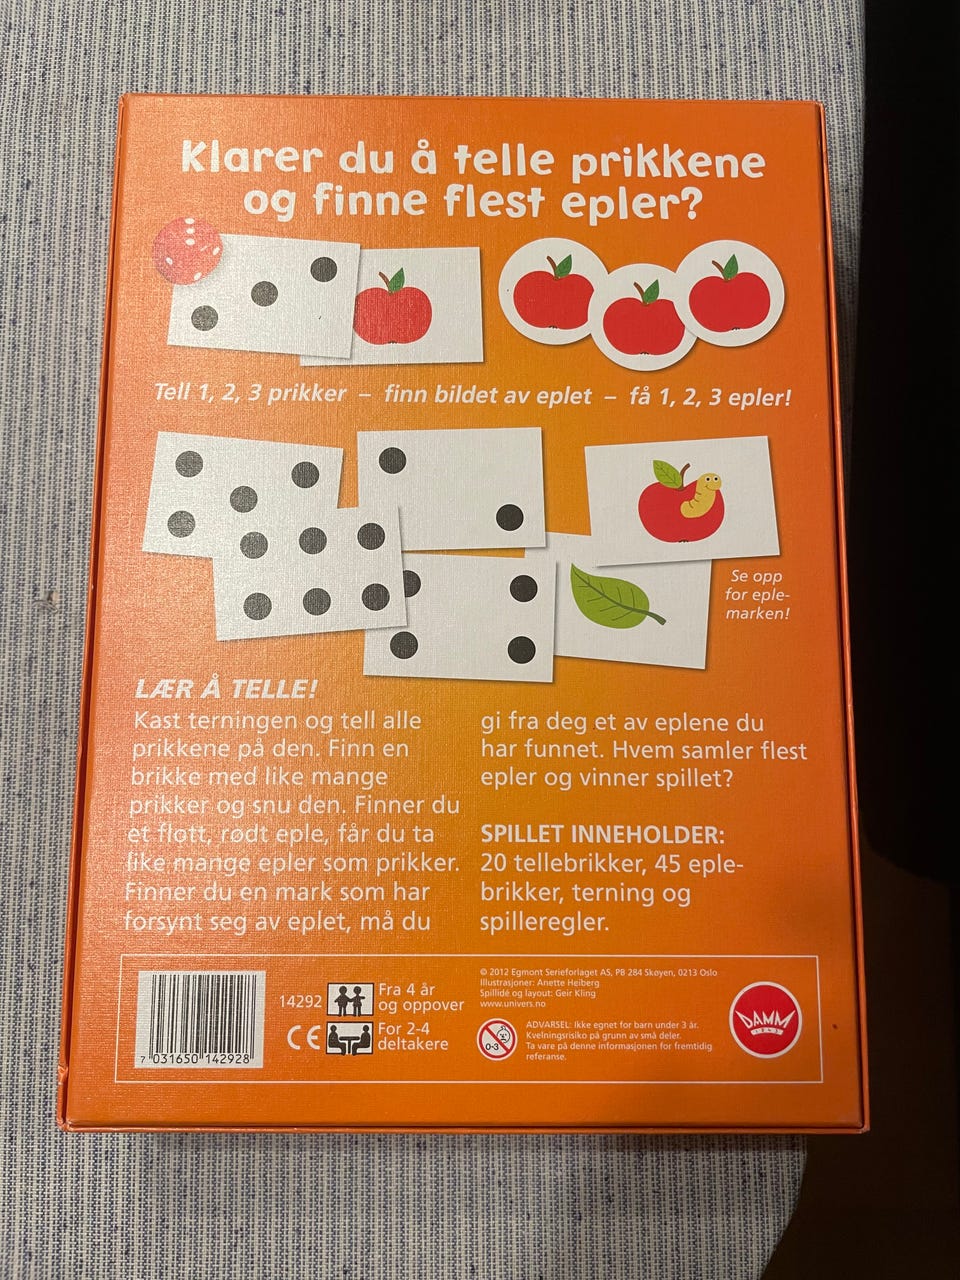 Klarer du å telle prikkene
og finne flest epler?
Tell 1, 2, 3 prikker – finn bildet av eplet – få 1, 2, 3 epler!
Se opp
for eple-
marken!
LÆR Å TELLE!
Kast terningen og tell alle
prikkene på den. Finn en
brikke med like mange
prikker og snu den. Finner du
et flott, rødt eple, får du ta
like mange epler som prikker.
Finner du en mark som har
forsynt seg av eplet, må du
gi fra deg et av eplene du
har funnet. Hvem samler flest
epler og vinner spillet?
SPILLET INNEHOLDER:
20 tellebrikker, 45 eple-
brikker, terning og
spilleregler.
7 031650 142928
14292
Fra 4 år
og oppover
CE
For 2-4
deltakere
© 2012 Egmont Serieforlaget AS, PB 284 Skøyen, 0213 Oslo
Illustrasjoner: Anette Heiberg
Spillidé og layout: Geir Kling
www.univers.no
0-3
ADVARSEL: Ikke egnet for barn under 3 år.
Kvelningsrisiko på grunn av små deler.
Ta vare på denne informasjonen for fremtidig
referanse.
DAMM
1843